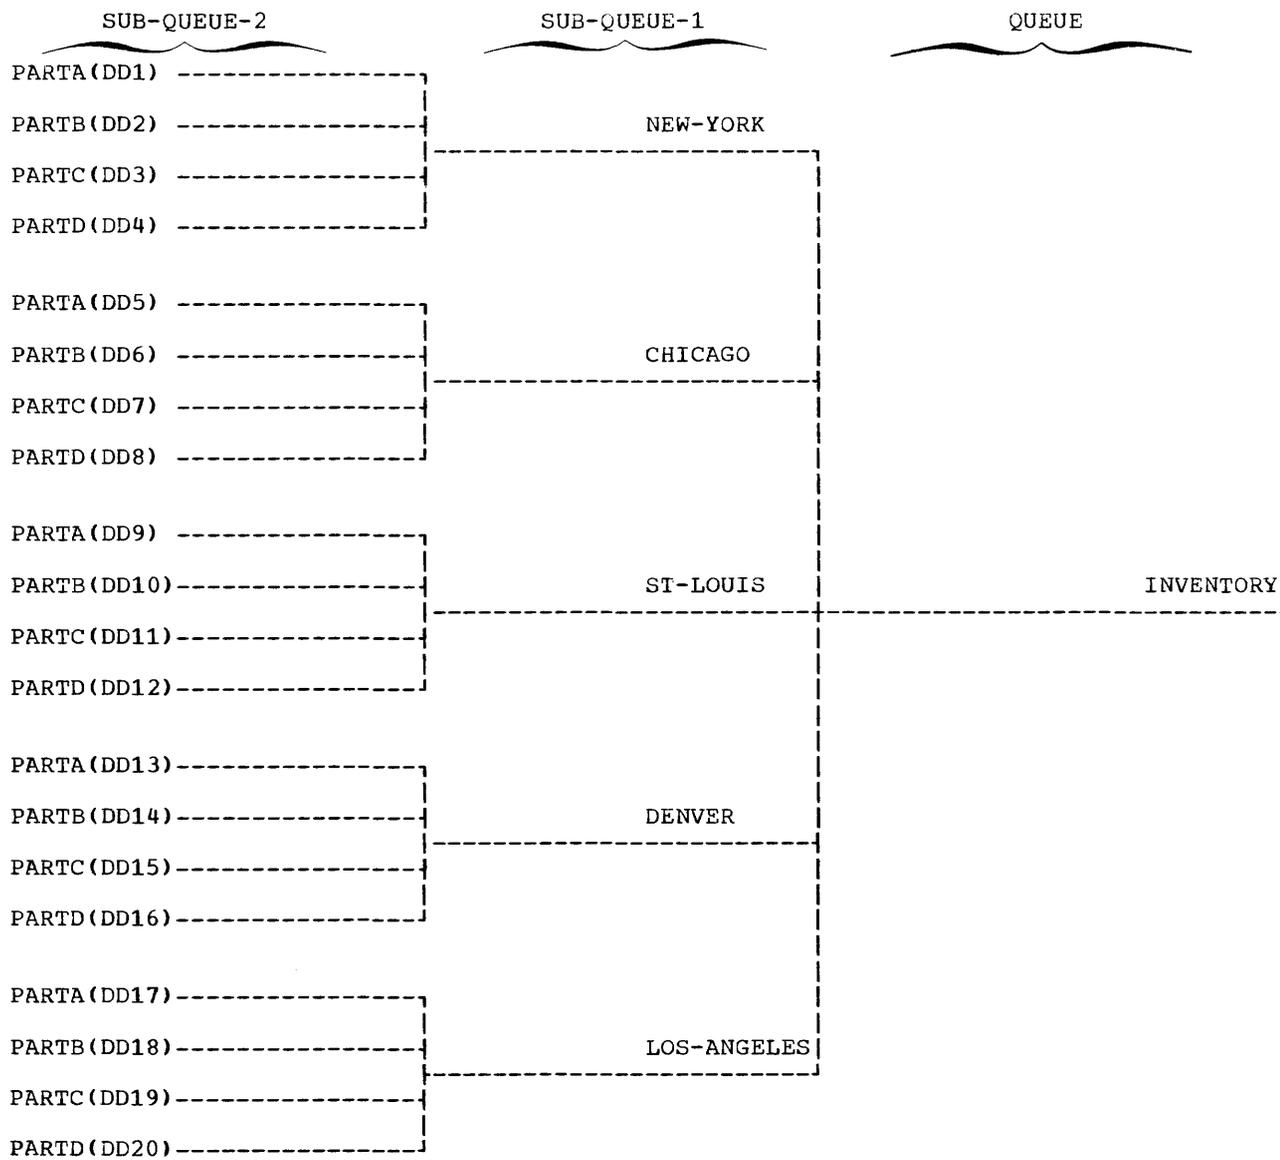 SUB-QUEUE-2 SUB-QUEUE-1 QUEUE
PARTA(DD1)
PARTB(DD2) NEW-YORK
PARTC(DD3)
PARTD(DD4)
PARTA(DD5)
PARTB(DD6) CHICAGO
PARTC(DD7)
PARTD(DD8)
PARTA(DD9)
PARTB(DD10) ST-LOUIS INVENTORY
PARTC(DD11)
PARTD(DD12)
PARTA(DD13)
PARTB(DD14) DENVER
PARTC(DD15)
PARTD(DD16)
PARTA(DD17)
PARTB(DD18) LOS-ANGELES
PARTC(DD19)
PARTD(DD20)